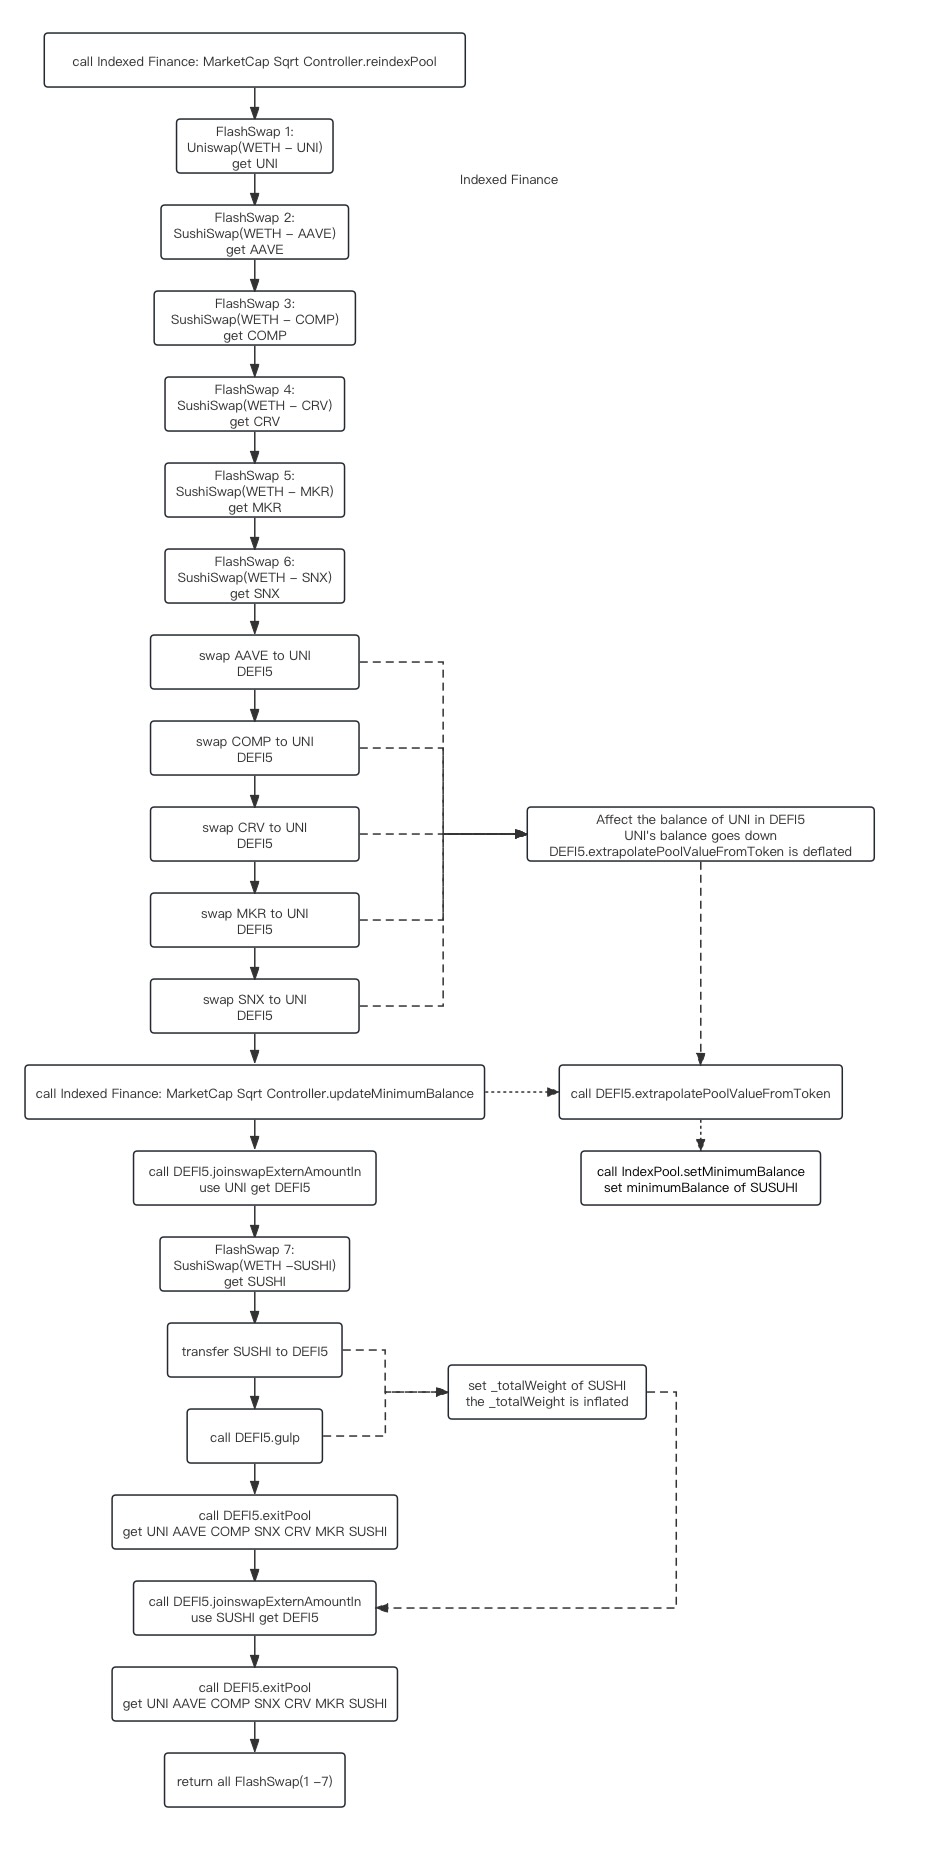 call Indexed Finance: MarketCap Sqrt Controller.reindexPool
FlashSwap 1:
Uniswap(WETH - UNI)
get UNI
Indexed Finance
FlashSwap 2:
SushiSwap(WETH - AAVE)
get AAVE
FlashSwap 3:
SushiSwap(WETH - COMP)
get COMP
FlashSwap 4:
SushiSwap(WETH - CRV)
get CRV
FlashSwap 5:
SushiSwap(WETH - MKR)
get MKR
FlashSwap 6:
SushiSwap(WETH - SNX)
get SNX
swap AAVE to UNI
DEFI5
swap COMP to UNI
DEFI5
swap CRV to UNI
DEFI5
Affect the balance of UNI in DEFI5
UNI's balance goes down
DEFI5.extrapolatePoolValueFromToken is deflated
swap MKR to UNI
DEFI5
swap SNX to UNI
DEFI5
call Indexed Finance: MarketCap Sqrt Controller.updateMinimumBalance
call DEFI5.extrapolatePoolValueFromToken
call DEFI5.joinswapExternAmountIn
use UNI get DEFI5
call IndexPool.setMinimumBalance
set minimumBalance of SUSUHI
FlashSwap 7:
SushiSwap(WETH -SUSHI)
get SUSHI
transfer SUSHI to DEFI5
set _totalWeight of SUSHI
the _totalWeight is inflated
call DEFI5.gulp
call DEFI5.exitPool
get UNI AAVE COMP SNX CRV MKR SUSHI
call DEFI5.joinswapExternAmountIn
use SUSHI get DEFI5
call DEFI5.exitPool
get UNI AAVE COMP SNX CRV MKR SUSHI
return all FlashSwap(1 -7)